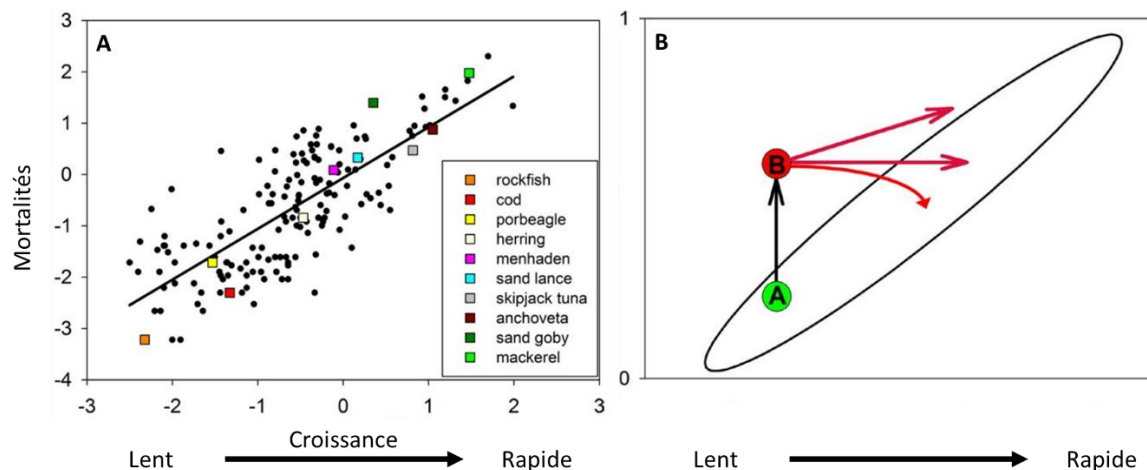 A
3
2
1
0
-1
-2
-3
-4
Mortalités
rockfish
cod
porbeagle
herring
menhaden
sand lance
skipjack tuna
anchoveta
sand goby
mackerel
-3 -2 -1 0 1 2 3
Croissance
Lent Rapide
B
1
0
B
A
Lent Rapide